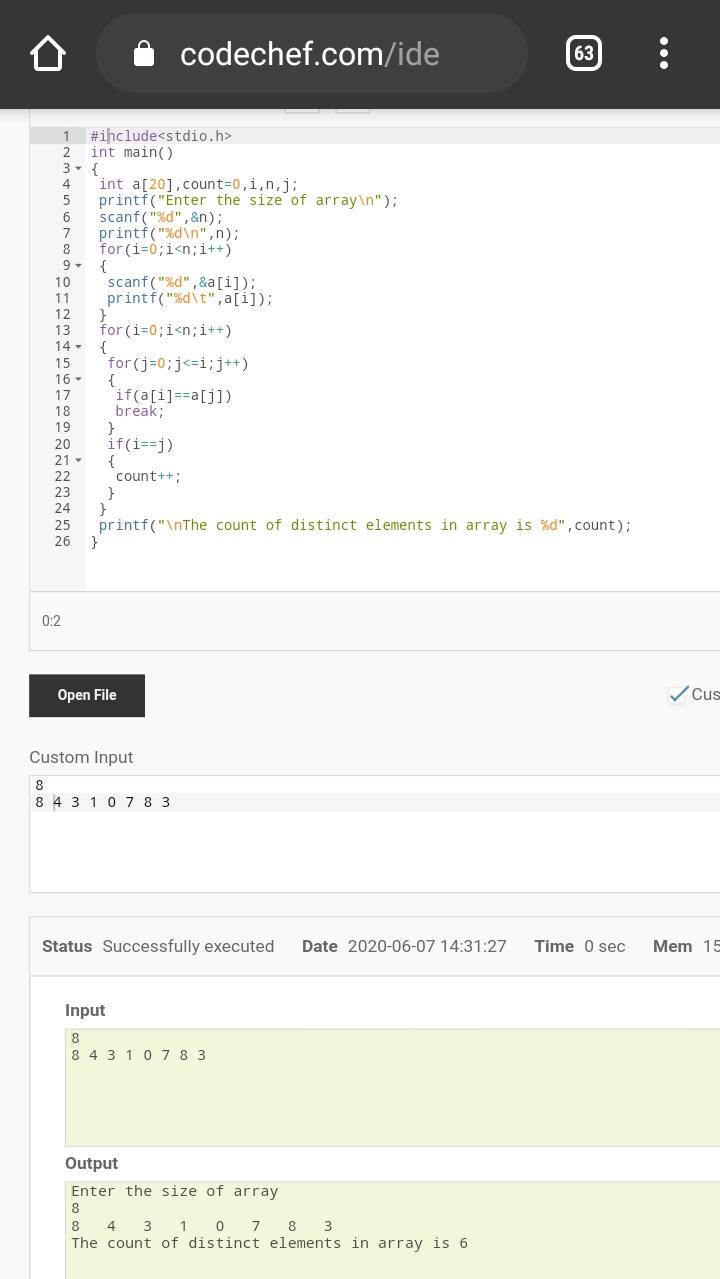 codechef.com/ide
63
1 #include<stdio.h>
2 int main()
3 {
4 int a[20],count=0,i,n,j;
5 printf("Enter the size of array\n");
6 scanf("%d",&n);
7 printf("%d\n",n);
8 for(i=0;i<n;i++)
9 {
10 scanf("%d",&a[i]);
11 printf("%d\t",a[i]);
12 }
13 for(i=0;i<n;i++)
14 {
15 for(j=0;j<=i;j++)
16 {
17 if(a[i]==a[j])
18 break;
19 }
20 if(i==j)
21 {
22 count++;
23 }
24 }
25 printf("\nThe count of distinct elements in array is %d",count);
26 }
0:2
Open File
Cus
Custom Input
8
8 4 3 1 0 7 8 3
Status Successfully executed Date 2020-06-07 14:31:27 Time 0 sec Mem 15
Input
8
8 4 3 1 0 7 8 3
Output
Enter the size of array
8
8 4 3 1 0 7 8 3
The count of distinct elements in array is 6